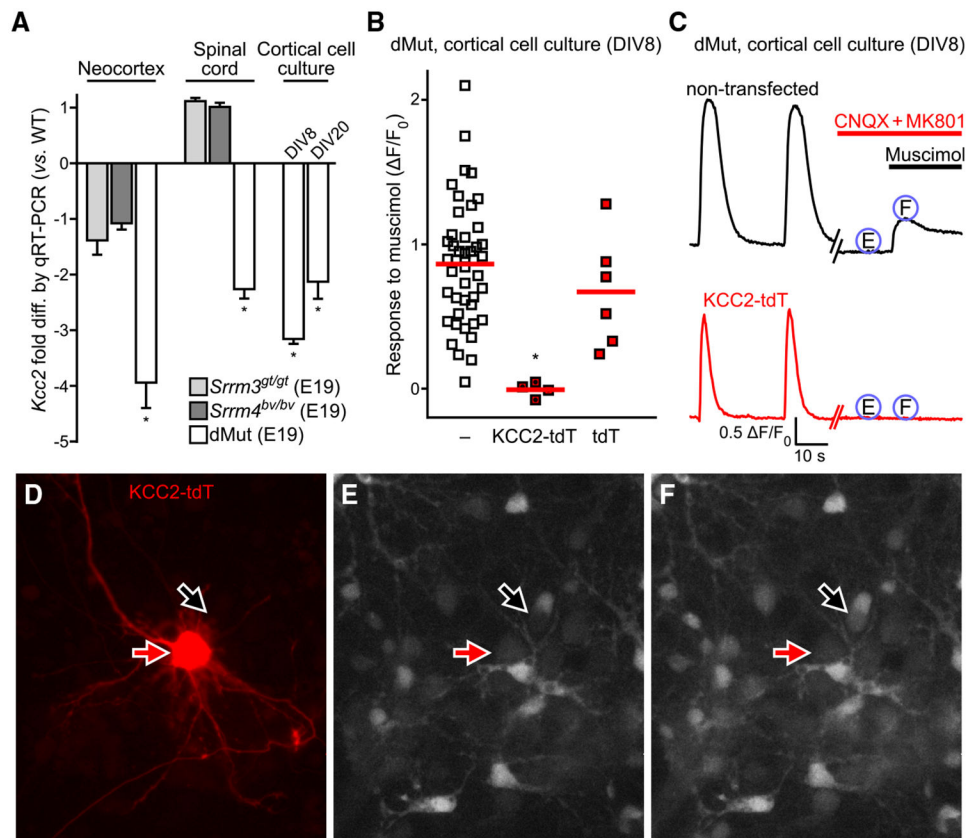 A
Neocortex
Spinal
cord
Cortical cell
culture
DIV8
DIV20
Kcc2 fold diff. by qRT-PCR (vs. WT)
1
0
-1
-2
-3
-4
-5
*
*
*
*
Srrm3gt/gt (E19)
Srrm4bv/bv (E19)
dMut (E19)
B
dMut, cortical cell culture (DIV8)
Response to muscimol (ΔF/F0)
2
1
0
*
–
KCC2-tdT
tdT
C
dMut, cortical cell culture (DIV8)
non-transfected
CNQX + MK801
Muscimol
E
F
KCC2-tdT
E
F
0.5 ΔF/F0
10 s
D
KCC2-tdT
E
F